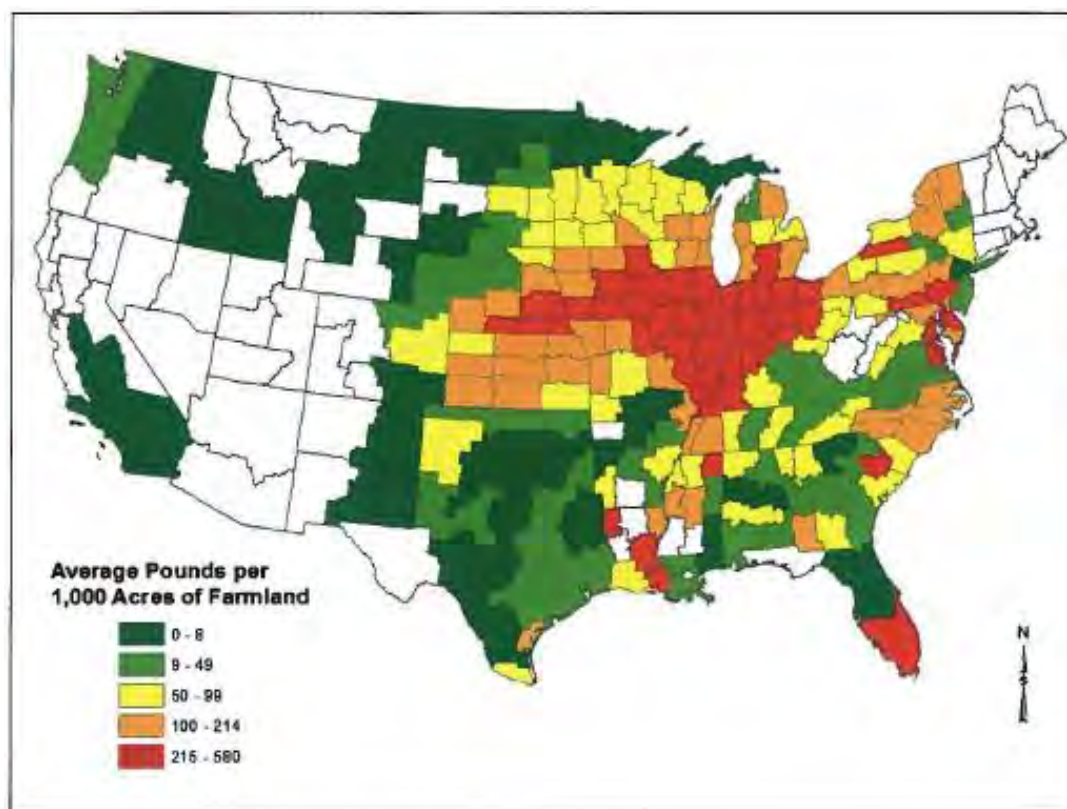 Average Pounds per
1,000 Acres of Farmland
0 - 8
9 - 49
50 - 99
100 - 214
215 - 580
N
S